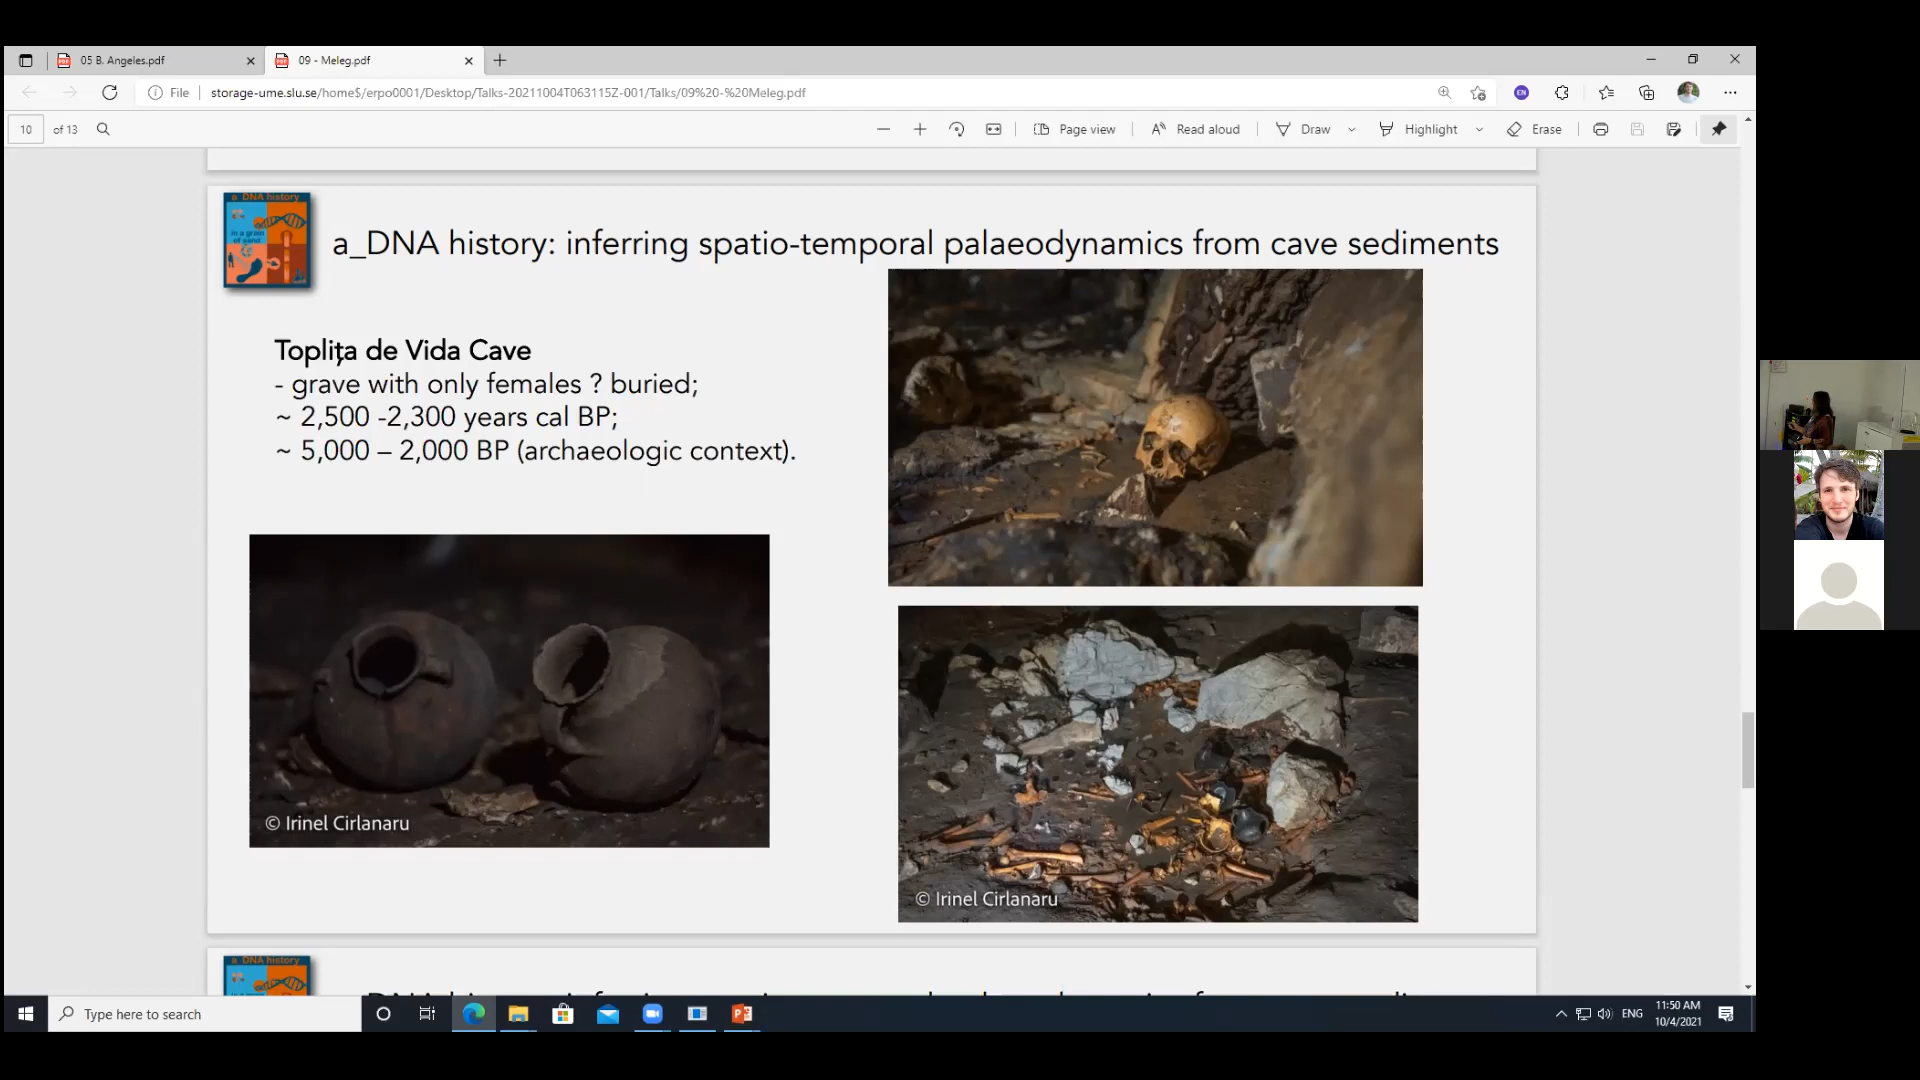 05 B. Angeles.pdf
09 - Meleg.pdf
File
storage-ume.slu.se/home$/erpo0001/Desktop/Talks-20211004T063115Z-001/Talks/09%20-%20Meleg.pdf
EN
10 of 13
Page view
Read aloud
Draw
Highlight
Erase
a DNA history
in a grain
of sand
a_DNA history: inferring spatio-temporal palaeodynamics from cave sediments
Toplița de Vida Cave
- grave with only females ? buried;
~ 2,500 -2,300 years cal BP;
~ 5,000 – 2,000 BP (archaeologic context).
© Irinel Cirlanaru
© Irinel Cirlanaru
a DNA history
Type here to search
ENG
11:50 AM
10/4/2021